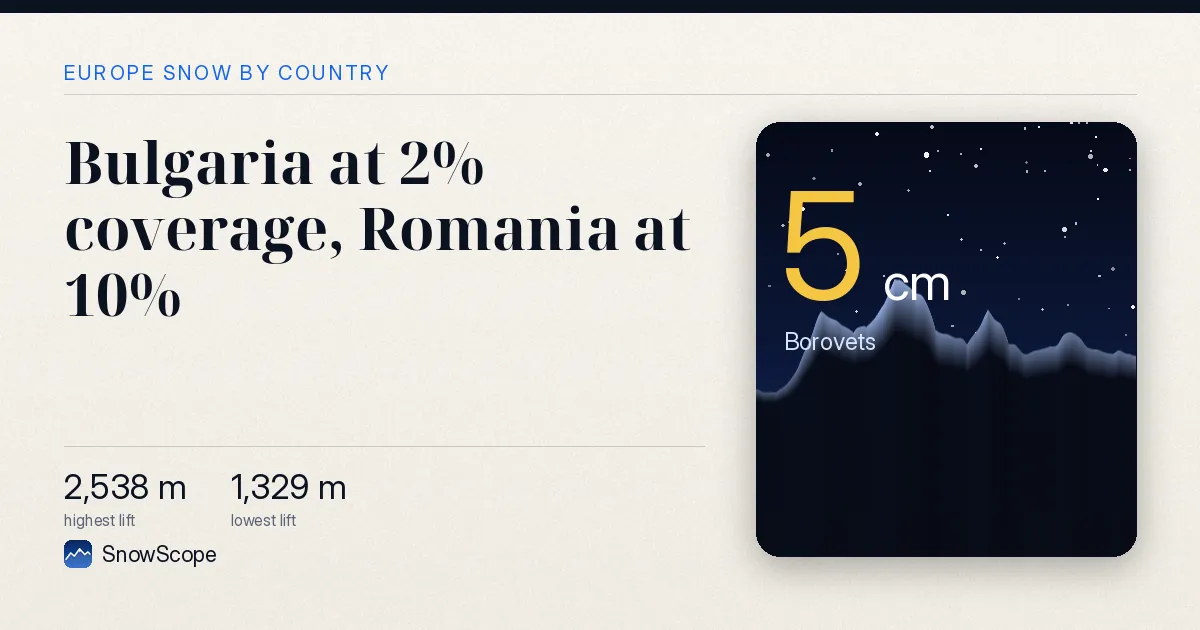 EUROPE SNOW BY COUNTRY
Bulgaria at 2%
coverage, Romania at
10%
5 cm
Borovets
2,538 m
highest lift
1,329 m
lowest lift
SnowScope